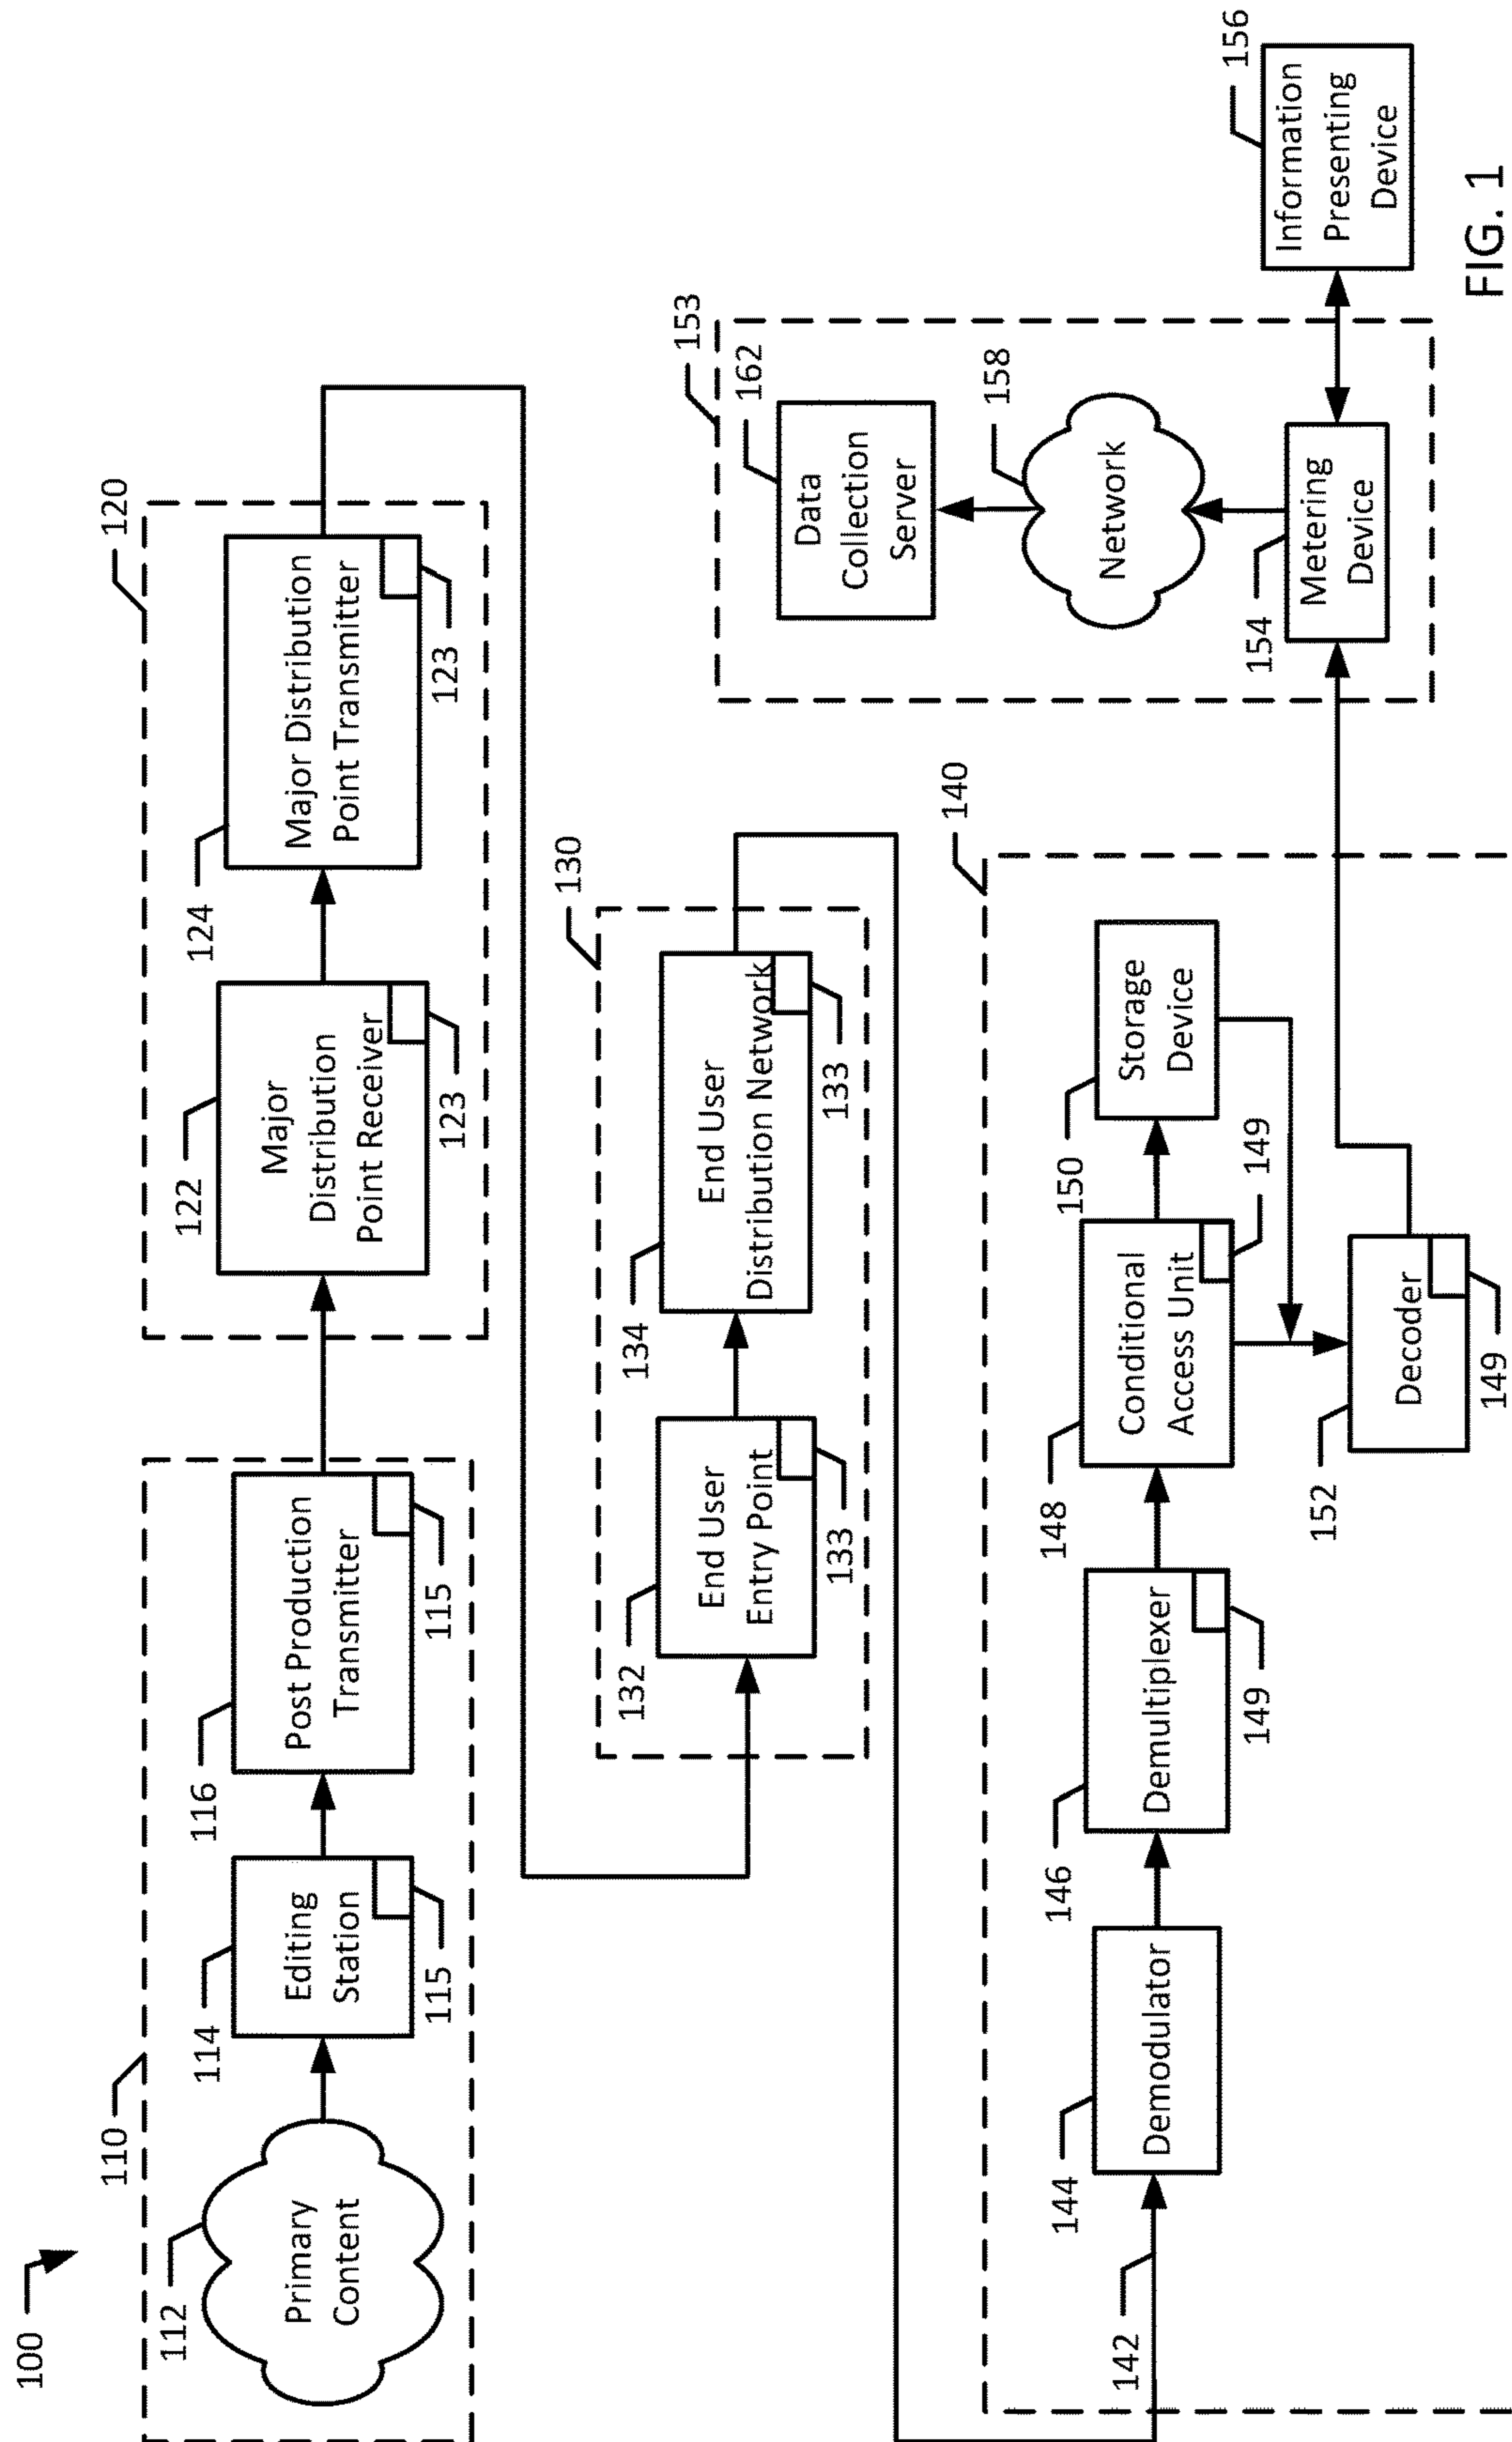 100
110
112
Primary
Content
114
Editing
Station
115
116
Post Production
Transmitter
115
120
122
Major
Distribution
Point Receiver
123
124
Major Distribution
Point Transmitter
123
130
132
End User
Entry Point
133
134
End User
Distribution Network
133
140
142
144
Demodulator
146
Demultiplexer
149
148
Conditional
Access Unit
149
150
Storage
Device
152
Decoder
149
153
162
Data
Collection
Server
158
Network
154
Metering
Device
156
Information
Presenting
Device
FIG. 1